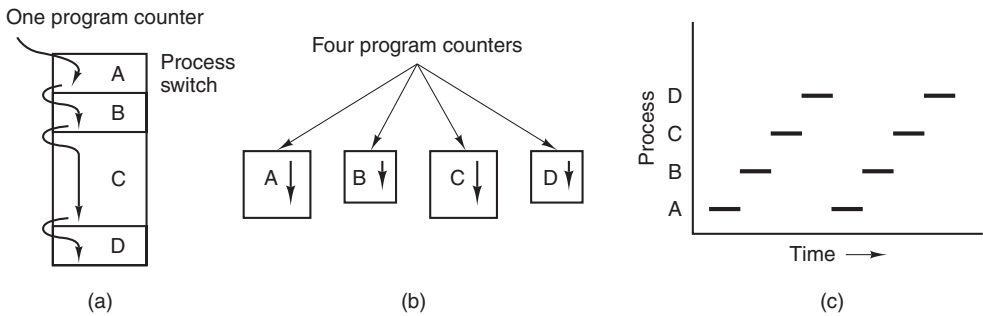 One program counter
Process
switch
A
B
C
D
(a)
Four program counters
A
B
C
D
(b)
Process
D
C
B
A
Time
(c)